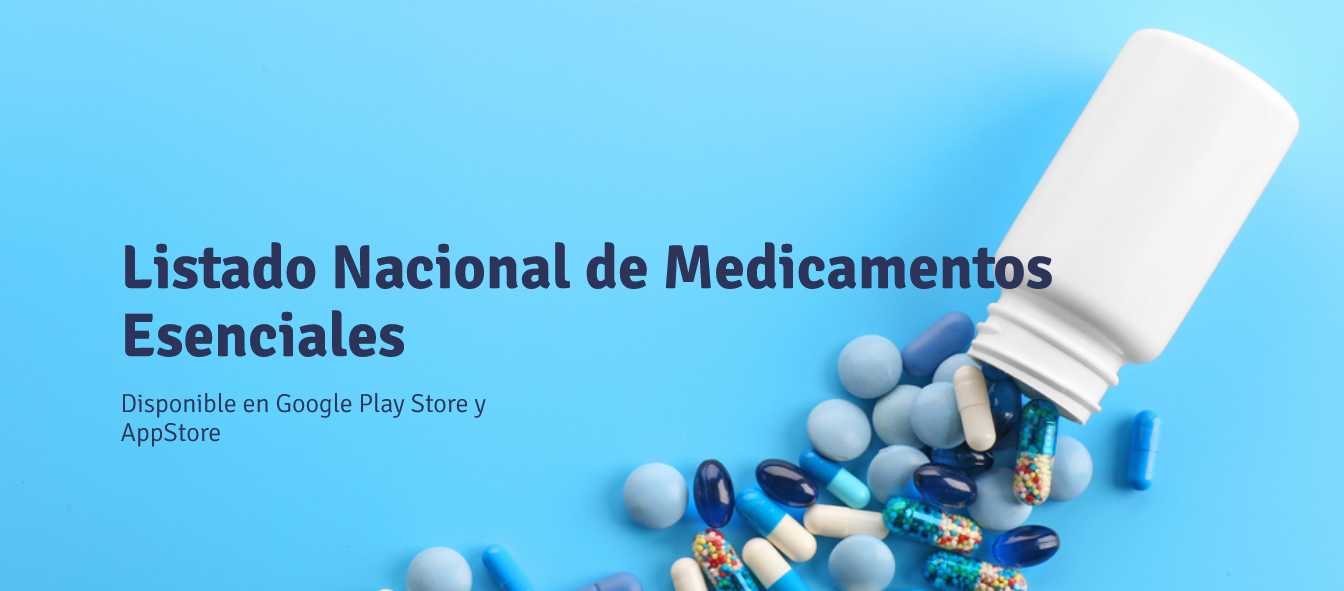 Listado Nacional de Medicamentos
Esenciales
Disponible en Google Play Store y
AppStore